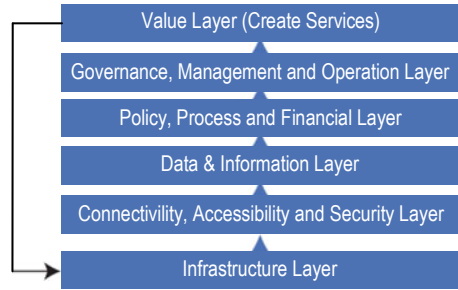 Value Layer (Create Services)
Governance, Management and Operation Layer
Policy, Process and Financial Layer
Data & Information Layer
Connectivility, Accessibility and Security Layer
Infrastructure Layer